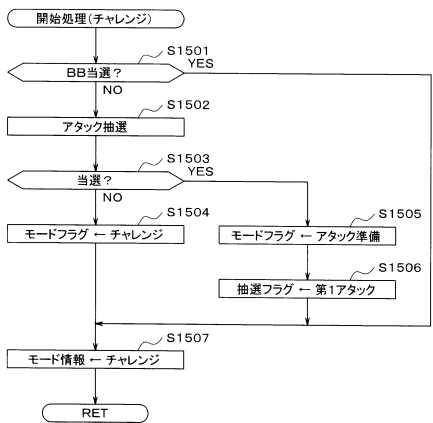 開始処理(チャレンジ)
S1501
BB当選？
YES
NO
S1502
アタック抽選
S1503
当選？
YES
NO
S1504
モードフラグ ← チャレンジ
S1505
モードフラグ ← アタック準備
S1506
抽選フラグ ← 第1アタック
S1507
モード情報 ← チャレンジ
RET